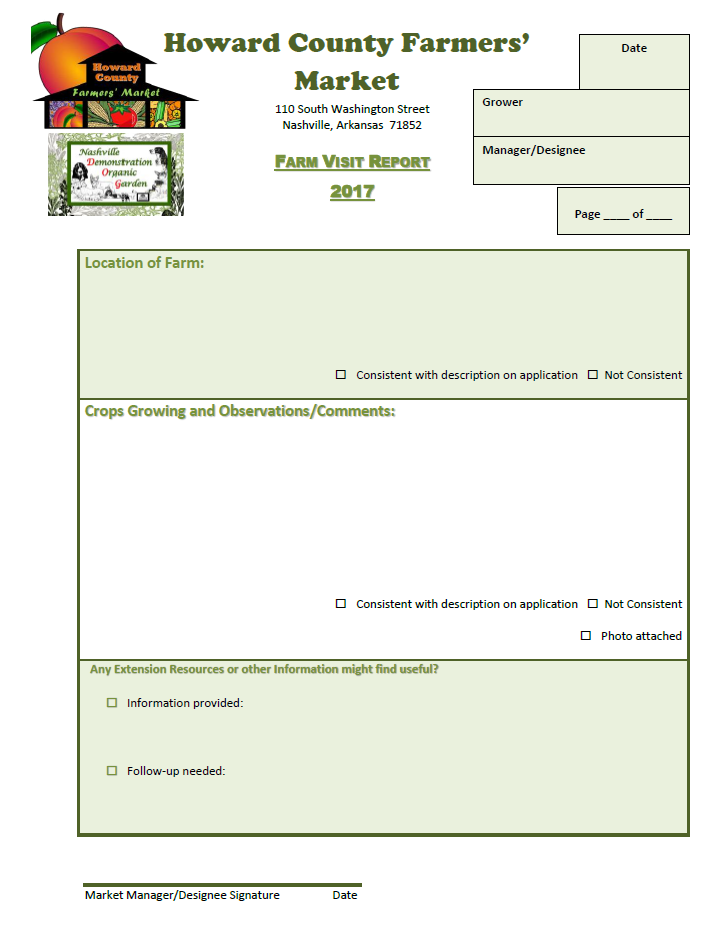 Howard
County
Farmers' Market
Nashville
Demonstration
Organic
Garden
Howard County Farmers’
Market
110 South Washington Street
Nashville, Arkansas 71852
FARM VISIT REPORT
2017
Date
Grower
Manager/Designee
Page ____ of ____
Location of Farm:
☐ Consistent with description on application ☐ Not Consistent
Crops Growing and Observations/Comments:
☐ Consistent with description on application ☐ Not Consistent
☐ Photo attached
Any Extension Resources or other Information might find useful?
☐ Information provided:
☐ Follow-up needed:
Market Manager/Designee Signature Date